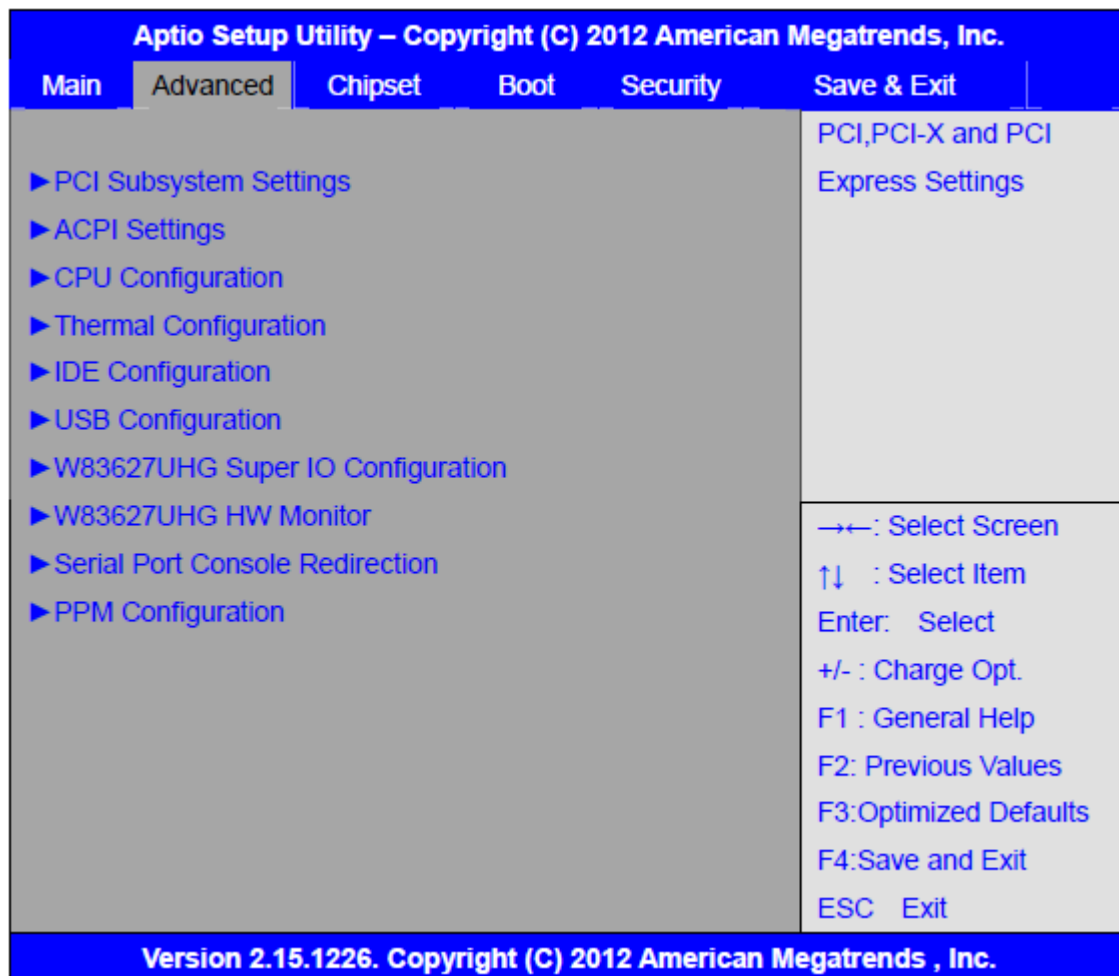 Aptio Setup Utility – Copyright (C) 2012 American Megatrends, Inc.
Main Advanced Chipset Boot Security Save & Exit
►PCI Subsystem Settings
►ACPI Settings
►CPU Configuration
►Thermal Configuration
►IDE Configuration
►USB Configuration
►W83627UHG Super IO Configuration
►W83627UHG HW Monitor
►Serial Port Console Redirection
►PPM Configuration
PCI,PCI-X and PCI
Express Settings
→←: Select Screen
↑↓ : Select Item
Enter: Select
+/- : Charge Opt.
F1 : General Help
F2: Previous Values
F3:Optimized Defaults
F4:Save and Exit
ESC Exit
Version 2.15.1226. Copyright (C) 2012 American Megatrends , Inc.